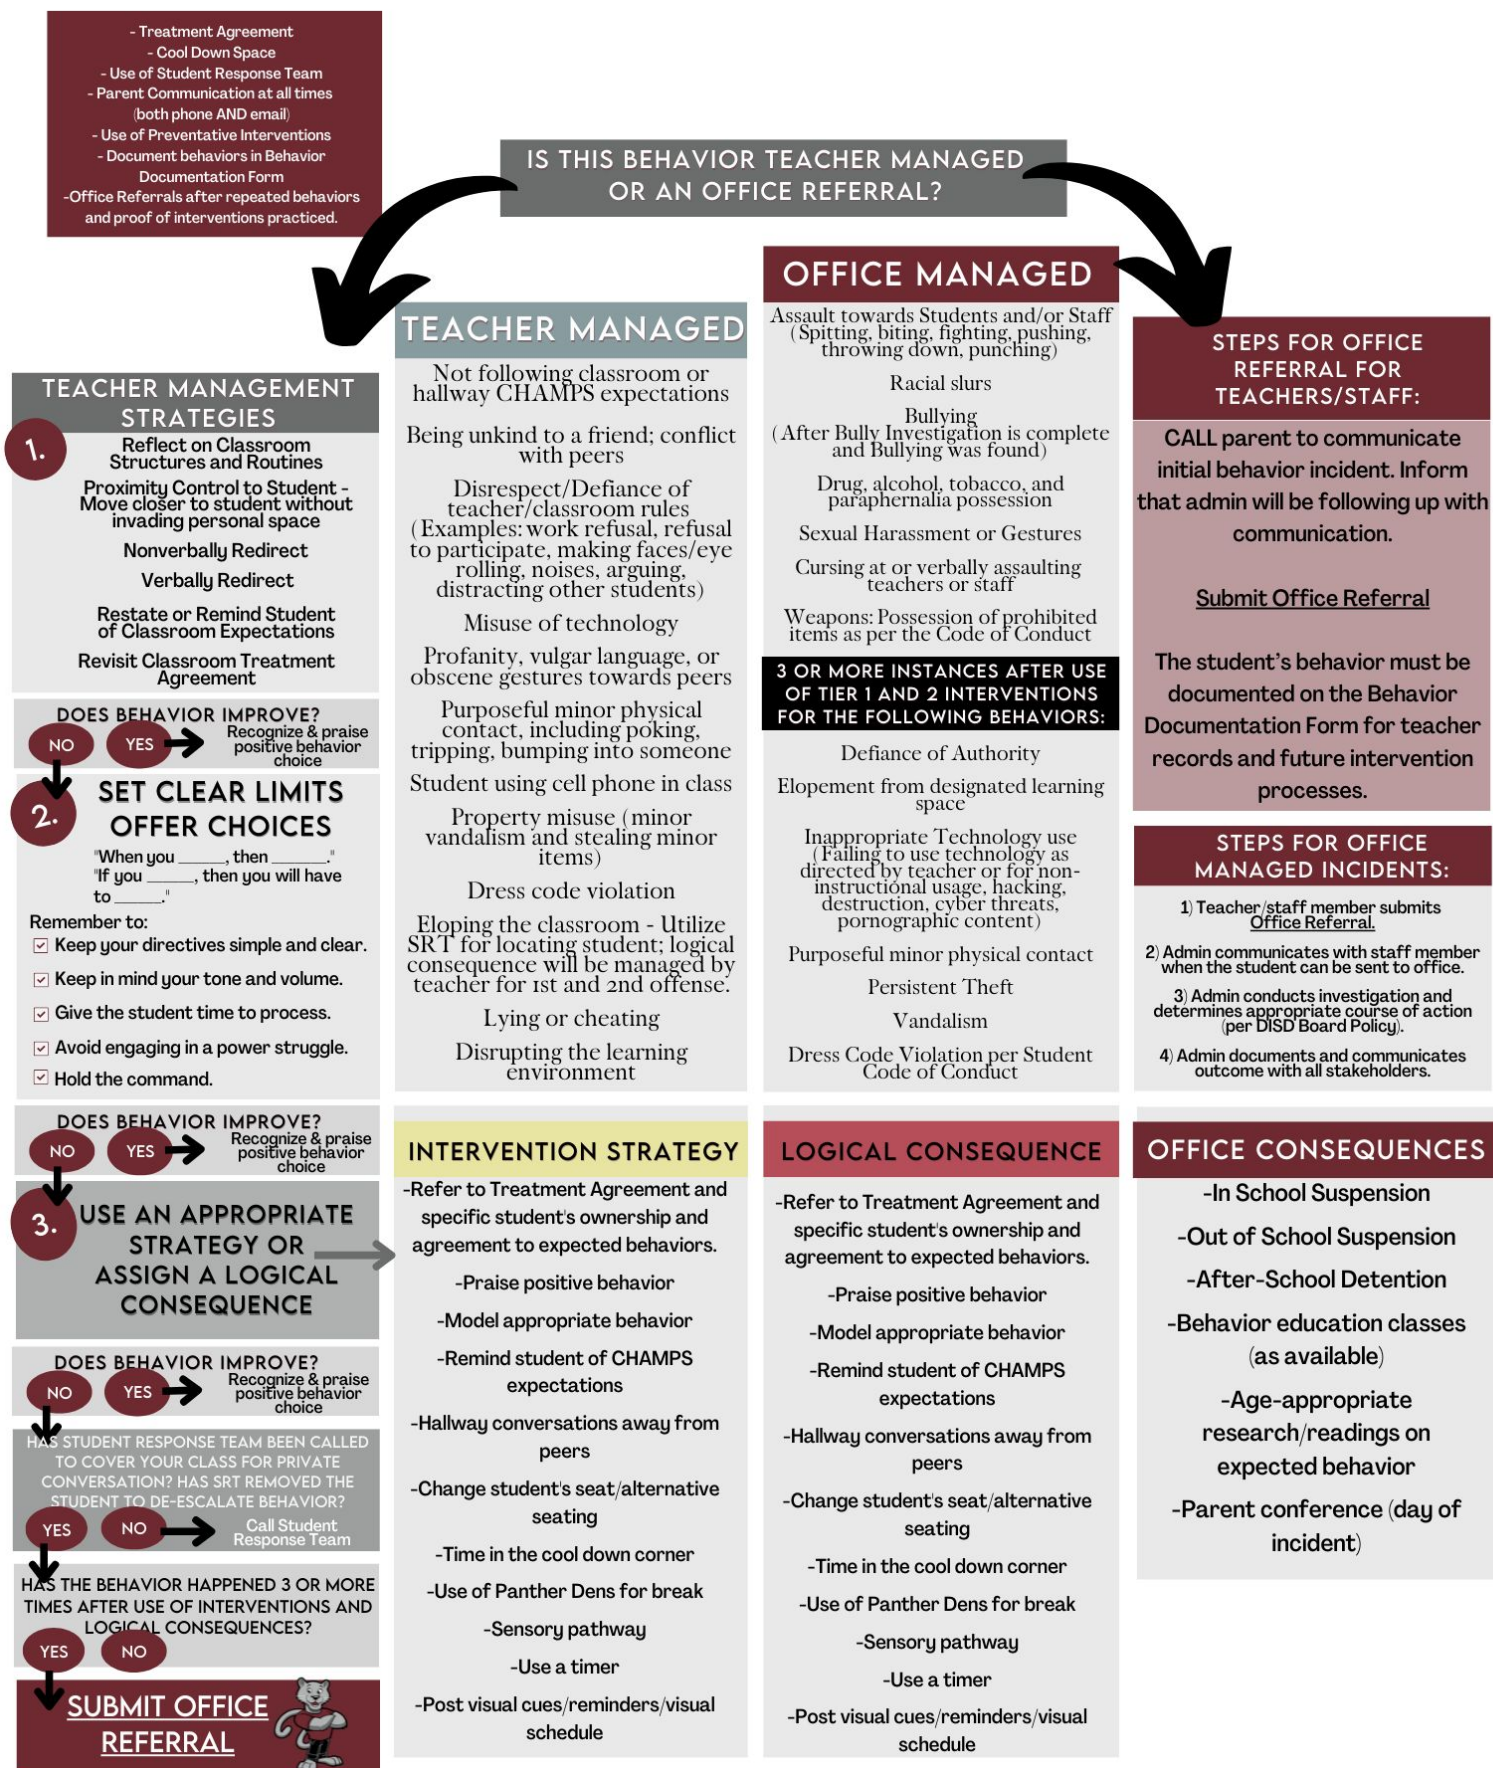 - Treatment Agreement
- Cool Down Space
- Use of Student Response Team
- Parent Communication at all times
(both phone AND email)
- Use of Preventative Interventions
- Document behaviors in Behavior
Documentation Form
-Office Referrals after repeated behaviors
and proof of interventions practiced.
IS THIS BEHAVIOR TEACHER MANAGED
OR AN OFFICE REFERRAL?
TEACHER MANAGEMENT
STRATEGIES
1.
Reflect on Classroom
Structures and Routines
Proximity Control to Student -
Move closer to student without
invading personal space
Nonverbally Redirect
Verbally Redirect
Restate or Remind Student
of Classroom Expectations
Revisit Classroom Treatment
Agreement
DOES BEHAVIOR IMPROVE?
NO
YES
Recognize & praise
positive behavior
choice
2.
SET CLEAR LIMITS
OFFER CHOICES
"When you ______, then _______."
"If you ______, then you will have
to ______."
Remember to:
Keep your directives simple and clear.
Keep in mind your tone and volume.
Give the student time to process.
Avoid engaging in a power struggle.
Hold the command.
DOES BEHAVIOR IMPROVE?
NO
YES
Recognize & praise
positive behavior
choice
3.
USE AN APPROPRIATE
STRATEGY OR
ASSIGN A LOGICAL
CONSEQUENCE
DOES BEHAVIOR IMPROVE?
NO
YES
Recognize & praise
positive behavior
choice
HAS STUDENT RESPONSE TEAM BEEN CALLED
TO COVER YOUR CLASS FOR PRIVATE
CONVERSATION? HAS SRT REMOVED THE
STUDENT TO DE-ESCALATE BEHAVIOR?
YES
NO
Call Student
Response Team
HAS THE BEHAVIOR HAPPENED 3 OR MORE
TIMES AFTER USE OF INTERVENTIONS AND
LOGICAL CONSEQUENCES?
YES
NO
SUBMIT OFFICE
REFERRAL
TEACHER MANAGED
Not following classroom or
hallway CHAMPS expectations
Being unkind to a friend; conflict
with peers
Disrespect/Defiance of
teacher/classroom rules
(Examples: work refusal, refusal
to participate, making faces/eye
rolling, noises, arguing,
distracting other students)
Misuse of technology
Profanity, vulgar language, or
obscene gestures towards peers
Purposeful minor physical
contact, including poking,
tripping, bumping into someone
Student using cell phone in class
Property misuse (minor
vandalism and stealing minor
items)
Dress code violation
Eloping the classroom - Utilize
SRT for locating student; logical
consequence will be managed by
teacher for 1st and 2nd offense.
Lying or cheating
Disrupting the learning
environment
INTERVENTION STRATEGY
-Refer to Treatment Agreement and
specific student's ownership and
agreement to expected behaviors.
-Praise positive behavior
-Model appropriate behavior
-Remind student of CHAMPS
expectations
-Hallway conversations away from
peers
-Change student's seat/alternative
seating
-Time in the cool down corner
-Use of Panther Dens for break
-Sensory pathway
-Use a timer
-Post visual cues/reminders/visual
schedule
OFFICE MANAGED
Assault towards Students and/or Staff
(Spitting, biting, fighting, pushing,
throwing down, punching)
Racial slurs
Bullying
(After Bully Investigation is complete
and Bullying was found)
Drug, alcohol, tobacco, and
paraphernalia possession
Sexual Harassment or Gestures
Cursing at or verbally assaulting
teachers or staff
Weapons: Possession of prohibited
items as per the Code of Conduct
3 OR MORE INSTANCES AFTER USE
OF TIER 1 AND 2 INTERVENTIONS
FOR THE FOLLOWING BEHAVIORS:
Defiance of Authority
Elopement from designated learning
space
Inappropriate Technology use
(Failing to use technology as
directed by teacher or for non-
instructional usage, hacking,
destruction, cyber threats,
pornographic content)
Purposeful minor physical contact
Persistent Theft
Vandalism
Dress Code Violation per Student
Code of Conduct
LOGICAL CONSEQUENCE
-Refer to Treatment Agreement and
specific student's ownership and
agreement to expected behaviors.
-Praise positive behavior
-Model appropriate behavior
-Remind student of CHAMPS
expectations
-Hallway conversations away from
peers
-Change student's seat/alternative
seating
-Time in the cool down corner
-Use of Panther Dens for break
-Sensory pathway
-Use a timer
-Post visual cues/reminders/visual
schedule
STEPS FOR OFFICE
REFERRAL FOR
TEACHERS/STAFF:
CALL parent to communicate
initial behavior incident. Inform
that admin will be following up with
communication.
Submit Office Referral
The student's behavior must be
documented on the Behavior
Documentation Form for teacher
records and future intervention
processes.
STEPS FOR OFFICE
MANAGED INCIDENTS:
1) Teacher/staff member submits
Office Referral.
2) Admin communicates with staff member
when the student can be sent to office.
3) Admin conducts investigation and
determines appropriate course of action
(per DISD Board Policy).
4) Admin documents and communicates
outcome with all stakeholders.
OFFICE CONSEQUENCES
-In School Suspension
-Out of School Suspension
-After-School Detention
-Behavior education classes
(as available)
-Age-appropriate
research/readings on
expected behavior
-Parent conference (day of
incident)